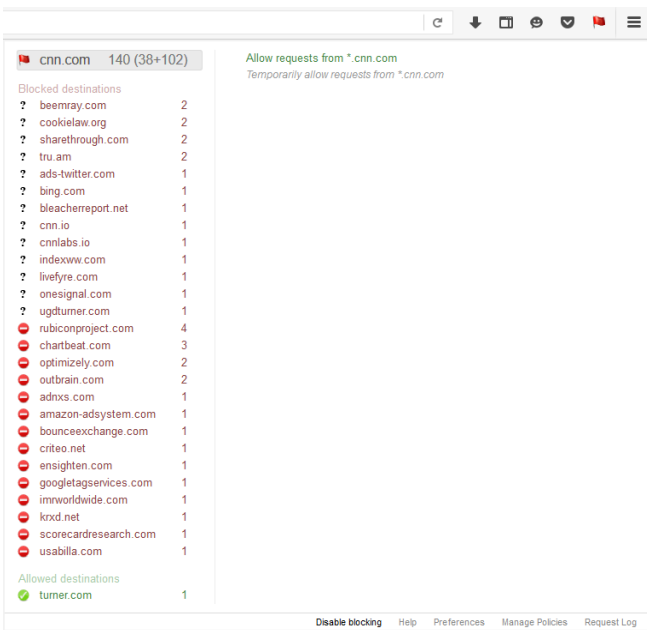 cnn.com 140 (38+102)
Allow requests from *.cnn.com
Temporarily allow requests from *.cnn.com
Blocked destinations
? beemray.com 2
? cookielaw.org 2
? sharethrough.com 2
? tru.am 2
? ads-twitter.com 1
? bing.com 1
? bleacherreport.net 1
? cnn.io 1
? cnnlabs.io 1
? indexww.com 1
? livefyre.com 1
? onesignal.com 1
? ugdturner.com 1
rubiconproject.com 4
chartbeat.com 3
optimizely.com 2
outbrain.com 2
adnxs.com 1
amazon-adsystem.com 1
bounceexchange.com 1
criteo.net 1
ensighten.com 1
googletagservices.com 1
imrworldwide.com 1
krxd.net 1
scorecardresearch.com 1
usabilla.com 1
Allowed destinations
turner.com 1
Disable blocking Help Preferences Manage Policies Request Log